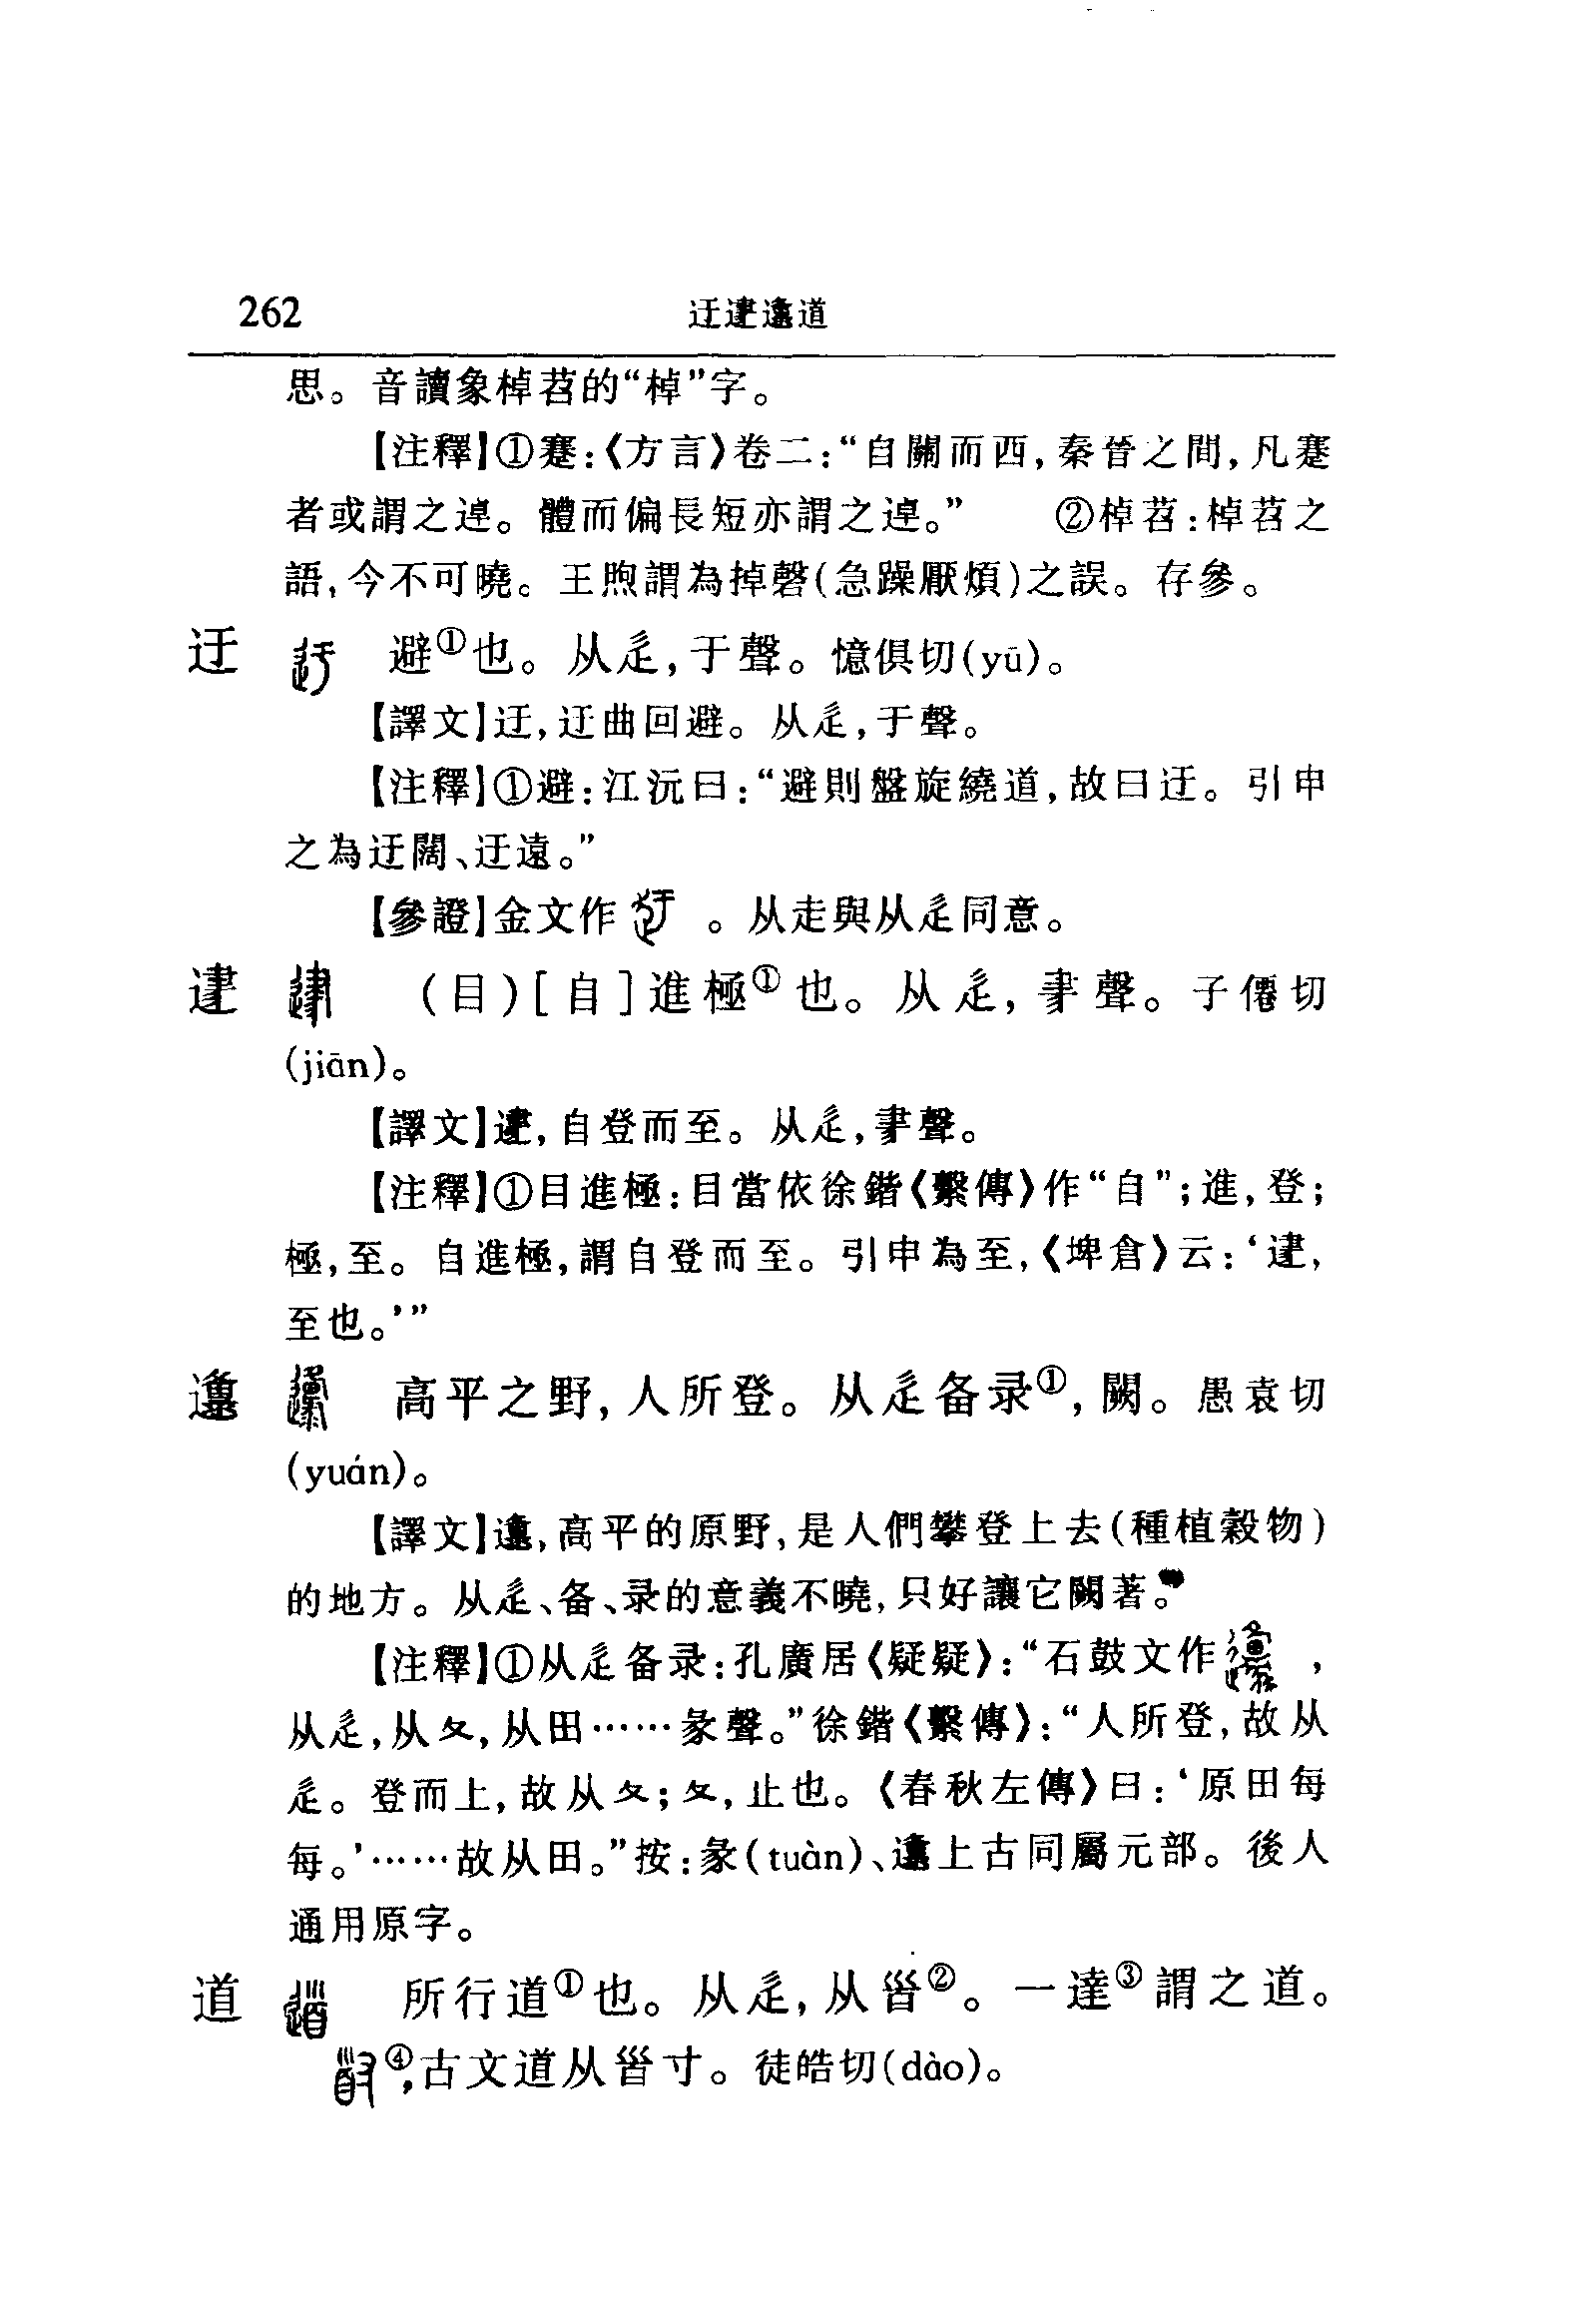 262 迂𨗒邍道
思。音讀象棹苕的“棹”字。
【注釋】①蹇:《方言》卷二:“自關而西,秦晉之間,凡蹇
者或謂之逴。體而偏長短亦謂之逴。” ②棹苕:棹苕之
語,今不可曉。王煦謂為掉磬(急躁厭煩)之誤。存參。
迂 避①也。从辵,于聲。憶俱切(yū)。
【譯文】迂,迂曲回避。从辵,于聲。
【注釋】①避:江沅曰:“避則盤旋繞道,故曰迂。引申
之為迂闊、迂遠。”
【參證】金文作 。从走與从辵同意。
(目)[自]進極①也。从辵, 聲。子僊切
(jiān)。
【譯文】 ,自登而至。从辵, 聲。
【注釋】①目進極:目當依徐鍇《繫傳》作“自”;進,登;
極,至。自進極,謂自登而至。引申為至,《埤倉》云:‘ ,
至也。’”
邍 高平之野,人所登。从辵备录①,闕。愚袁切
(yuán)。
【譯文】邍,高平的原野,是人們攀登上去(種植穀物)
的地方。从辵、备、录的意義不曉,只好讓它闕著。
【注釋】①从辵备录:孔廣居《疑疑》:“石鼓文作 ,
从辵,从夂,从田……彖聲。”徐鍇《繫傳》:“人所登,故从
辵。登而上,故从夂;夂,止也。《春秋左傳》曰:‘原田每
每。’……故从田。”按:彖(tuàn)、邍上古同屬元部。後人
通用原字。
道 所行道①也。从辵,从𩠐②。一達③謂之道。
④,古文道从𩠐寸。徒皓切(dào)。